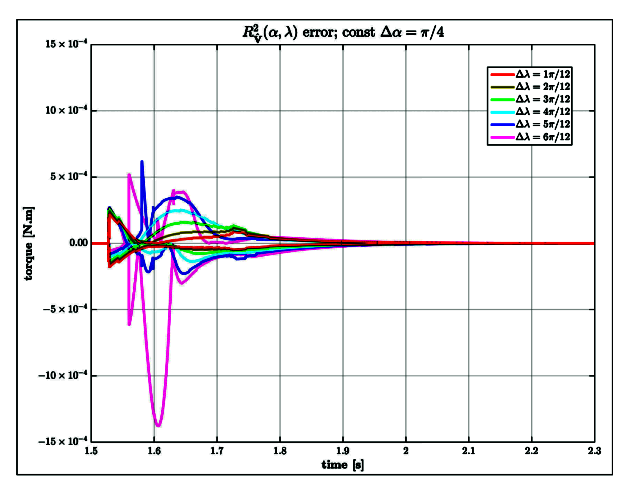 R²_V̂(α, λ) error; const Δα = π/4
15 × 10⁻⁴
10 × 10⁻⁴
5 × 10⁻⁴
0.00
−5 × 10⁻⁴
−10 × 10⁻⁴
−15 × 10⁻⁴
torque [N.m]
Δλ = 1π/12
Δλ = 2π/12
Δλ = 3π/12
Δλ = 4π/12
Δλ = 5π/12
Δλ = 6π/12
1.5 1.6 1.7 1.8 1.9 2 2.1 2.2 2.3
time [s]